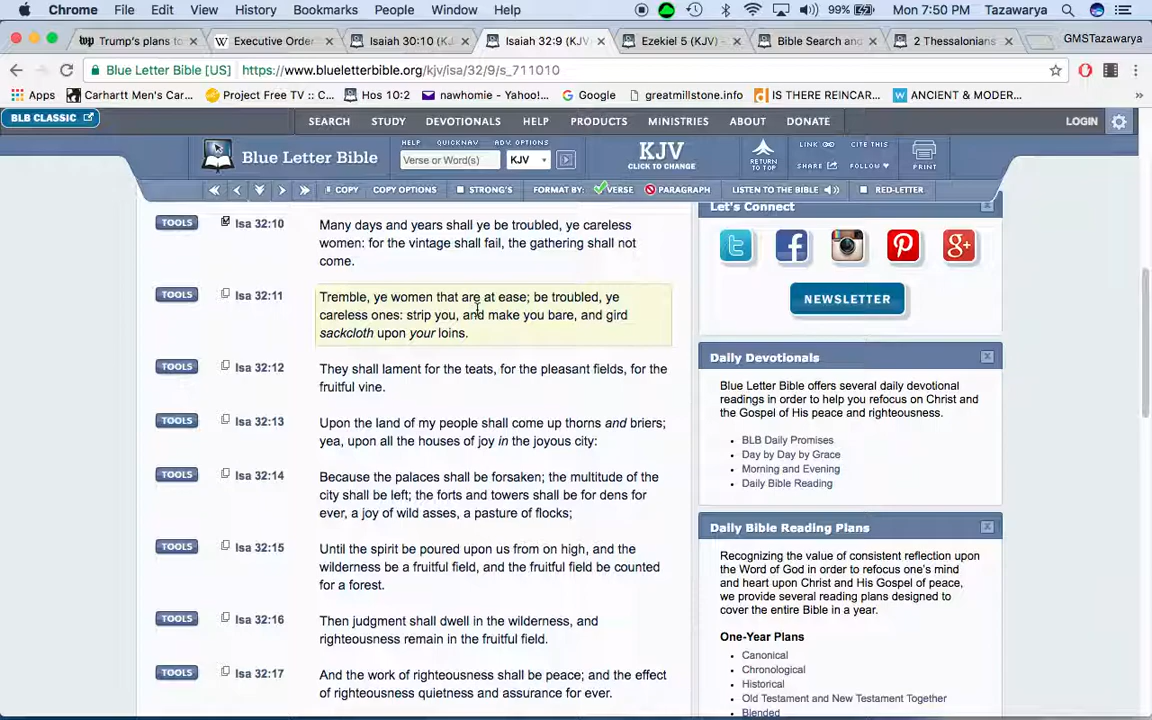 Chrome File Edit View History Bookmarks People Window Help 99% Mon 7:50 PM Tazawarya
Trump's plans to Executive Order Isaiah 30:10 (KJV) Isaiah 32:9 (KJV Ezekiel 5 (KJV) - Bible Search and 2 Thessalonians GMSTazawarya
Blue Letter Bible [US] https://www.blueletterbible.org/kjv/isa/32/9/s_711010
Apps Carhartt Men's Car... Project Free TV :: C... Hos 10:2 nawhomie - Yahoo!... Google greatmillstone.info IS THERE REINCAR... ANCIENT & MODER... »
BLB CLASSIC
SEARCH STUDY DEVOTIONALS HELP PRODUCTS MINISTRIES ABOUT DONATE LOGIN
Blue Letter Bible
HELP QUICKNAV ADV. OPTIONS
Verse or Word(s) KJV
KJV
CLICK TO CHANGE
RETURN
TO TOP
LINK CITE THIS
SHARE FOLLOW
PRINT
COPY COPY OPTIONS STRONG'S FORMAT BY: VERSE PARAGRAPH LISTEN TO THE BIBLE RED-LETTER
TOOLS Isa 32:10 Many days and years shall ye be troubled, ye careless
women: for the vintage shall fail, the gathering shall not
come.
TOOLS Isa 32:11 Tremble, ye women that are at ease; be troubled, ye
careless ones: strip you, and make you bare, and gird
sackcloth upon your loins.
TOOLS Isa 32:12 They shall lament for the teats, for the pleasant fields, for the
fruitful vine.
TOOLS Isa 32:13 Upon the land of my people shall come up thorns and briers;
yea, upon all the houses of joy in the joyous city:
TOOLS Isa 32:14 Because the palaces shall be forsaken; the multitude of the
city shall be left; the forts and towers shall be for dens for
ever, a joy of wild asses, a pasture of flocks;
TOOLS Isa 32:15 Until the spirit be poured upon us from on high, and the
wilderness be a fruitful field, and the fruitful field be counted
for a forest.
TOOLS Isa 32:16 Then judgment shall dwell in the wilderness, and
righteousness remain in the fruitful field.
TOOLS Isa 32:17 And the work of righteousness shall be peace; and the effect
of righteousness quietness and assurance for ever.
Let's Connect
NEWSLETTER
Daily Devotionals
Blue Letter Bible offers several daily devotional
readings in order to help you refocus on Christ and
the Gospel of His peace and righteousness.
BLB Daily Promises
Day by Day by Grace
Morning and Evening
Daily Bible Reading
Daily Bible Reading Plans
Recognizing the value of consistent reflection upon
the Word of God in order to refocus one's mind
and heart upon Christ and His Gospel of peace,
we provide several reading plans designed to
cover the entire Bible in a year.
One-Year Plans
Canonical
Chronological
Historical
Old Testament and New Testament Together
Blended